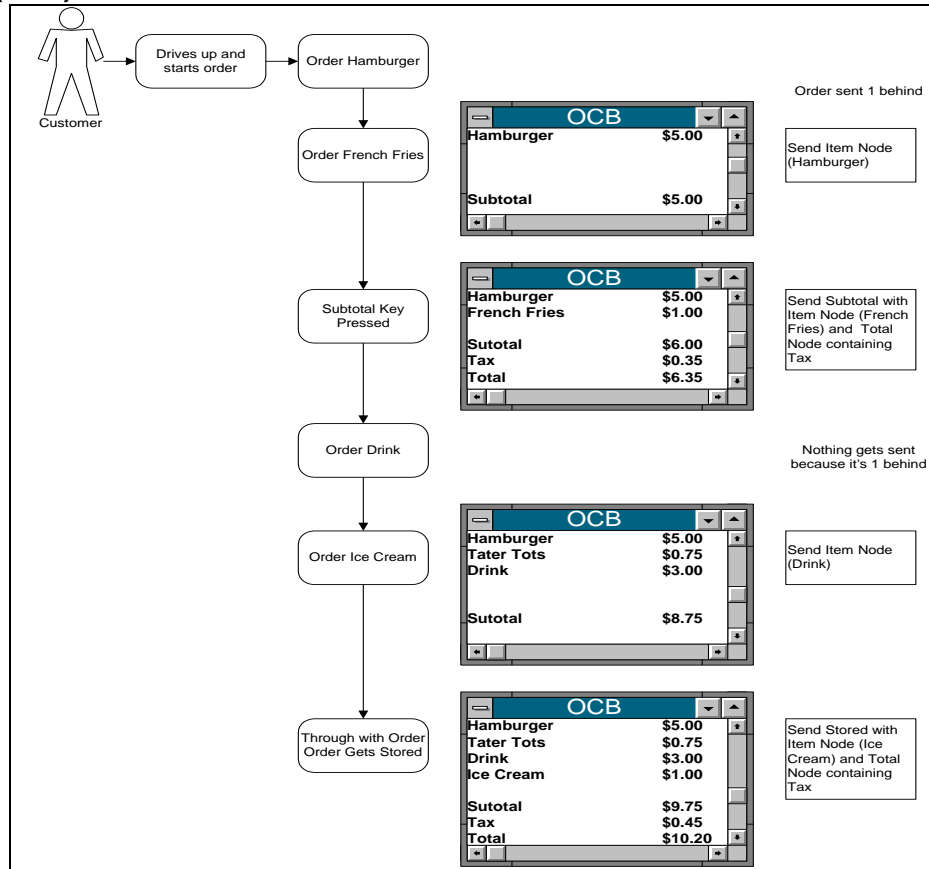 Drives up and
starts order
Order Hamburger
Customer
Order sent 1 behind
Order French Fries
OCB
Hamburger $5.00
Subtotal $5.00
Send Item Node
(Hamburger)
Subtotal Key
Pressed
OCB
Hamburger $5.00
French Fries $1.00
Sutotal $6.00
Tax $0.35
Total $6.35
Send Subtotal with
Item Node (French
Fries) and Total
Node containing
Tax
Order Drink
Nothing gets sent
because it's 1 behind
Order Ice Cream
OCB
Hamburger $5.00
Tater Tots $0.75
Drink $3.00
Sutotal $8.75
Send Item Node
(Drink)
Through with Order
Order Gets Stored
OCB
Hamburger $5.00
Tater Tots $0.75
Drink $3.00
Ice Cream $1.00
Sutotal $9.75
Tax $0.45
Total $10.20
Send Stored with
Item Node (Ice
Cream) and Total
Node containing
Tax